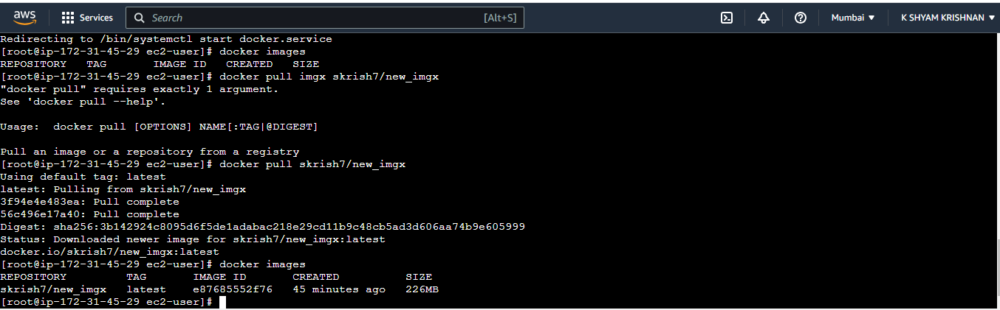 aws Services Search [Alt+S] Mumbai K SHYAM KRISHNAN
Redirecting to /bin/systemctl start docker.service
[root@ip-172-31-45-29 ec2-user]# docker images
REPOSITORY   TAG       IMAGE ID   CREATED   SIZE
[root@ip-172-31-45-29 ec2-user]# docker pull imgx skrish7/new_imgx
"docker pull" requires exactly 1 argument.
See 'docker pull --help'.
Usage:  docker pull [OPTIONS] NAME[:TAG|@DIGEST]
Pull an image or a repository from a registry
[root@ip-172-31-45-29 ec2-user]# docker pull skrish7/new_imgx
Using default tag: latest
latest: Pulling from skrish7/new_imgx
3f94e4e483ea: Pull complete
56c496e17a40: Pull complete
Digest: sha256:3b142924c8095d6f5de1adabac218e29cd11b9c48cb5ad3d606aa74b9e605999
Status: Downloaded newer image for skrish7/new_imgx:latest
docker.io/skrish7/new_imgx:latest
[root@ip-172-31-45-29 ec2-user]# docker images
REPOSITORY         TAG       IMAGE ID       CREATED          SIZE
skrish7/new_imgx   latest    e87685552f76   45 minutes ago   226MB
[root@ip-172-31-45-29 ec2-user]#